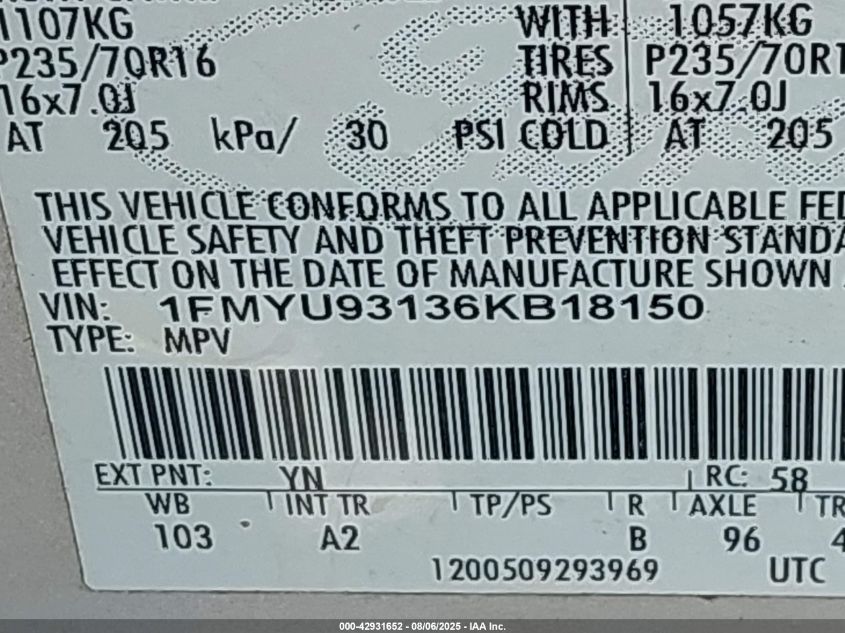 1107KG WITH 1057KG
P235/70R16 TIRES P235/70R1
16x7.0J RIMS 16x7.0J
AT 205 kPa/ 30 PSI COLD AT 205
THIS VEHICLE CONFORMS TO ALL APPLICABLE FED
VEHICLE SAFETY AND THEFT PREVENTION STANDA
EFFECT ON THE DATE OF MANUFACTURE SHOWN
VIN: 1FMYU93136KB18150
TYPE: MPV
EXT PNT: YN RC: 58
WB INT TR TP/PS R AXLE TR
103 A2 B 96 4
1200509293969 UTC
000-42931652 - 08/06/2025 - IAA Inc.